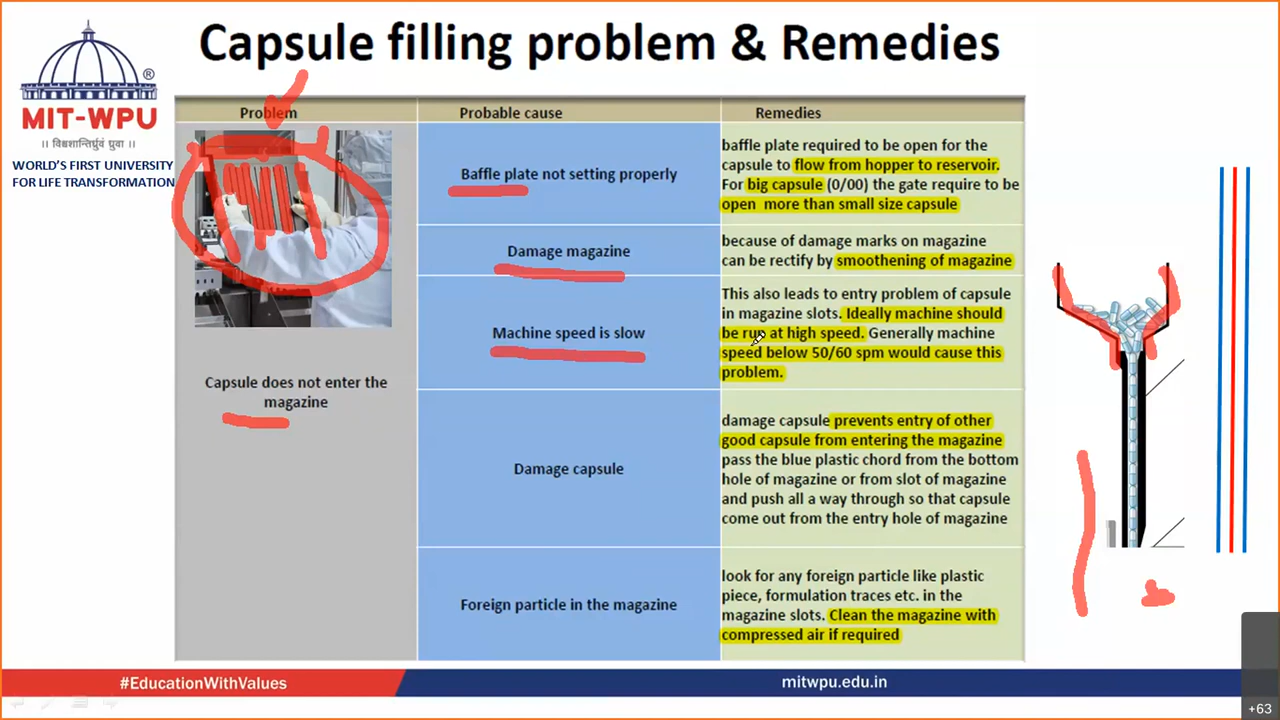 Capsule filling problem & Remedies
®
MIT-WPU
॥ विश्वशान्तिर्ध्रुवं ध्रुवा ॥
WORLD'S FIRST UNIVERSITY
FOR LIFE TRANSFORMATION
Problem
Probable cause
Remedies
Capsule does not enter the
magazine
Baffle plate not setting properly
baffle plate required to be open for the
capsule to flow from hopper to reservoir.
For big capsule (0/00) the gate require to be
open more than small size capsule
Damage magazine
because of damage marks on magazine
can be rectify by smoothening of magazine
Machine speed is slow
This also leads to entry problem of capsule
in magazine slots. Ideally machine should
be run at high speed. Generally machine
speed below 50/60 spm would cause this
problem.
Damage capsule
damage capsule prevents entry of other
good capsule from entering the magazine
pass the blue plastic chord from the bottom
hole of magazine or from slot of magazine
and push all a way through so that capsule
come out from the entry hole of magazine
Foreign particle in the magazine
look for any foreign particle like plastic
piece, formulation traces etc. in the
magazine slots. Clean the magazine with
compressed air if required
#EducationWithValues
mitwpu.edu.in
+63